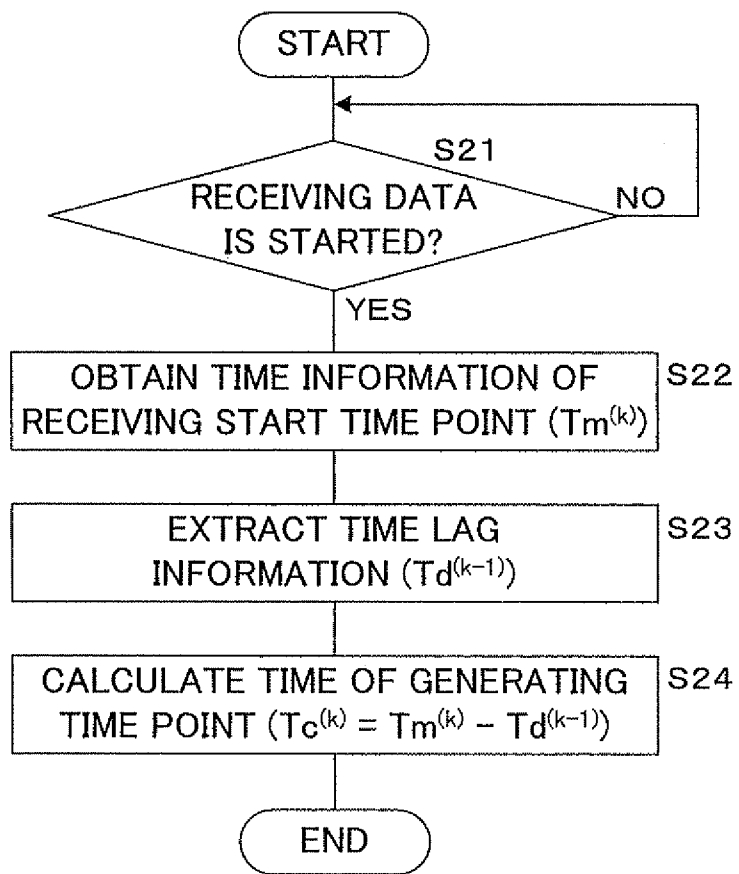 START
S21
RECEIVING DATA
IS STARTED?
NO
YES
OBTAIN TIME INFORMATION OF
RECEIVING START TIME POINT (Tm⁽ᵏ⁾)
S22
EXTRACT TIME LAG
INFORMATION (Td⁽ᵏ⁻¹⁾)
S23
CALCULATE TIME OF GENERATING
TIME POINT (Tc⁽ᵏ⁾ = Tm⁽ᵏ⁾ − Td⁽ᵏ⁻¹⁾)
S24
END